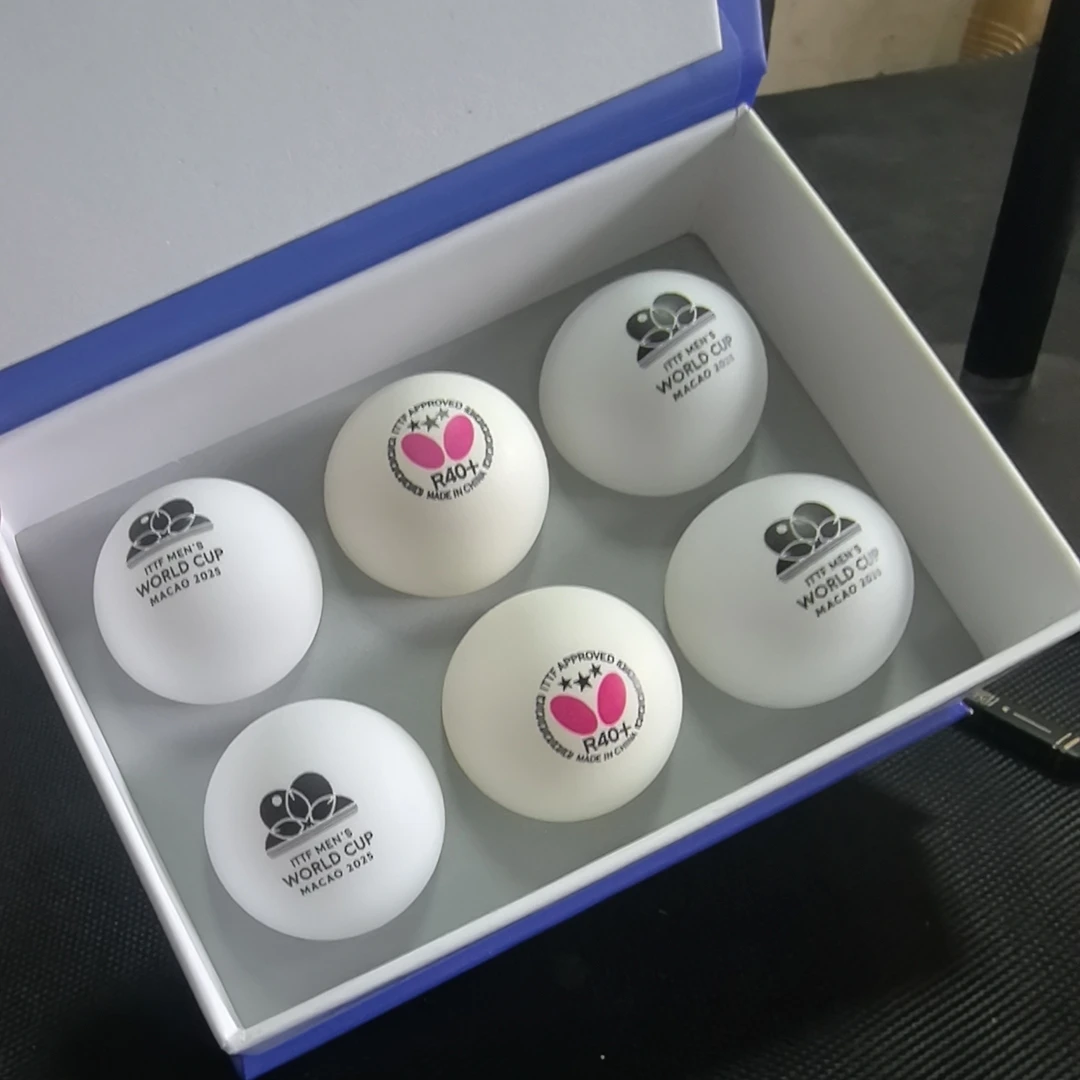 ITTF MEN'S
WORLD CUP
MACAO 2025
ITTF APPROVED
R40+
MADE IN CHINA
ITTF MEN'S
WORLD CUP
MACAO 2025
ITTF MEN'S
WORLD CUP
MACAO 2025
ITTF APPROVED
R40+
MADE IN CHINA
ITTF MEN'S
WORLD CUP
MACAO 2025